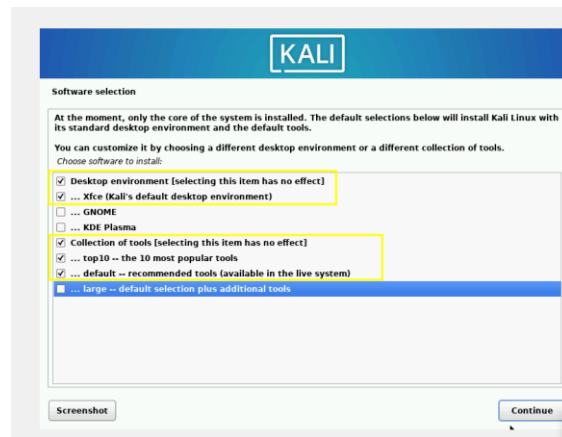 KALI
Software selection
At the moment, only the core of the system is installed. The default selections below will install Kali Linux with
its standard desktop environment and the default tools.
You can customize it by choosing a different desktop environment or a different collection of tools.
Choose software to install:
Desktop environment [selecting this item has no effect]
... Xfce (Kali's default desktop environment)
... GNOME
... KDE Plasma
Collection of tools [selecting this item has no effect]
... top10 -- the 10 most popular tools
... default -- recommended tools (available in the live system)
... large -- default selection plus additional tools
Screenshot
Continue